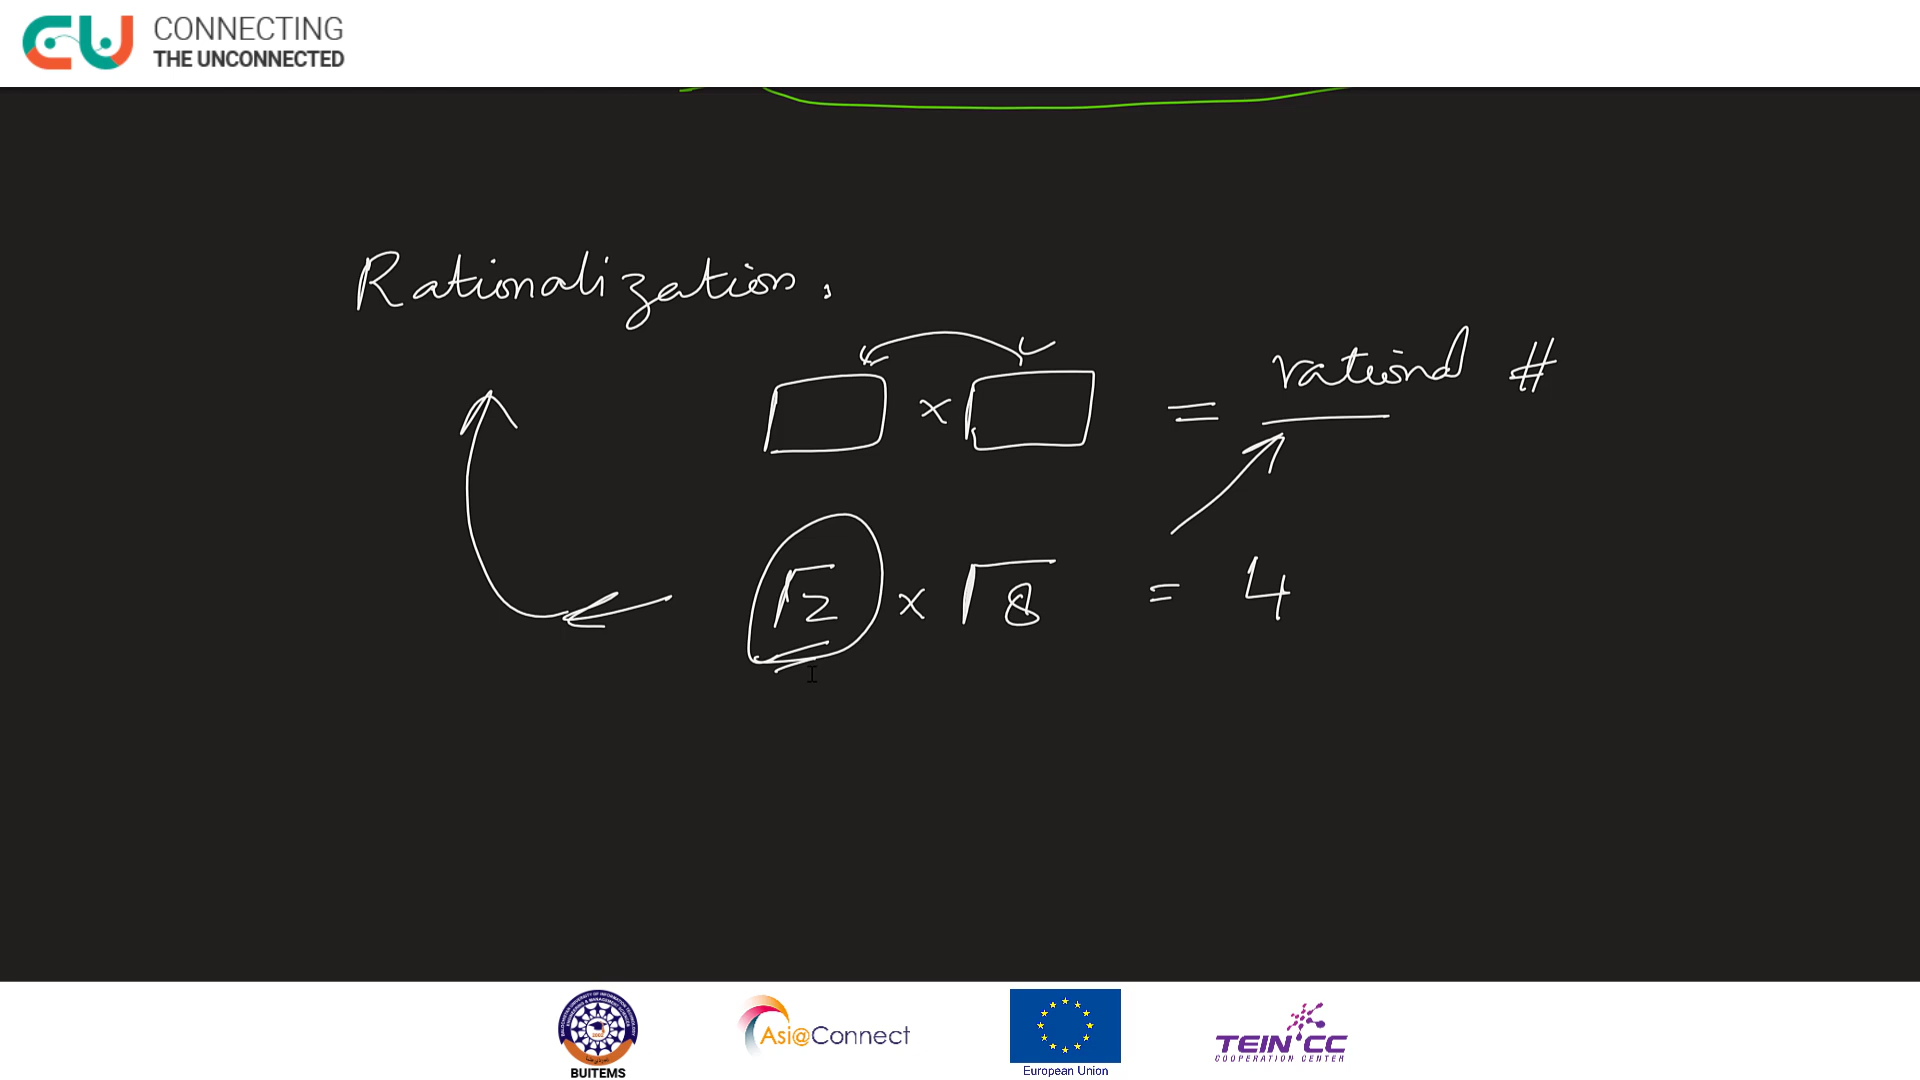 CONNECTING
THE UNCONNECTED
Rationalization.
□ × □ = rational #
√2 × √8 = 4
BUITEMS
Asi@Connect
European Union
TEIN*CC
COOPERATION CENTER